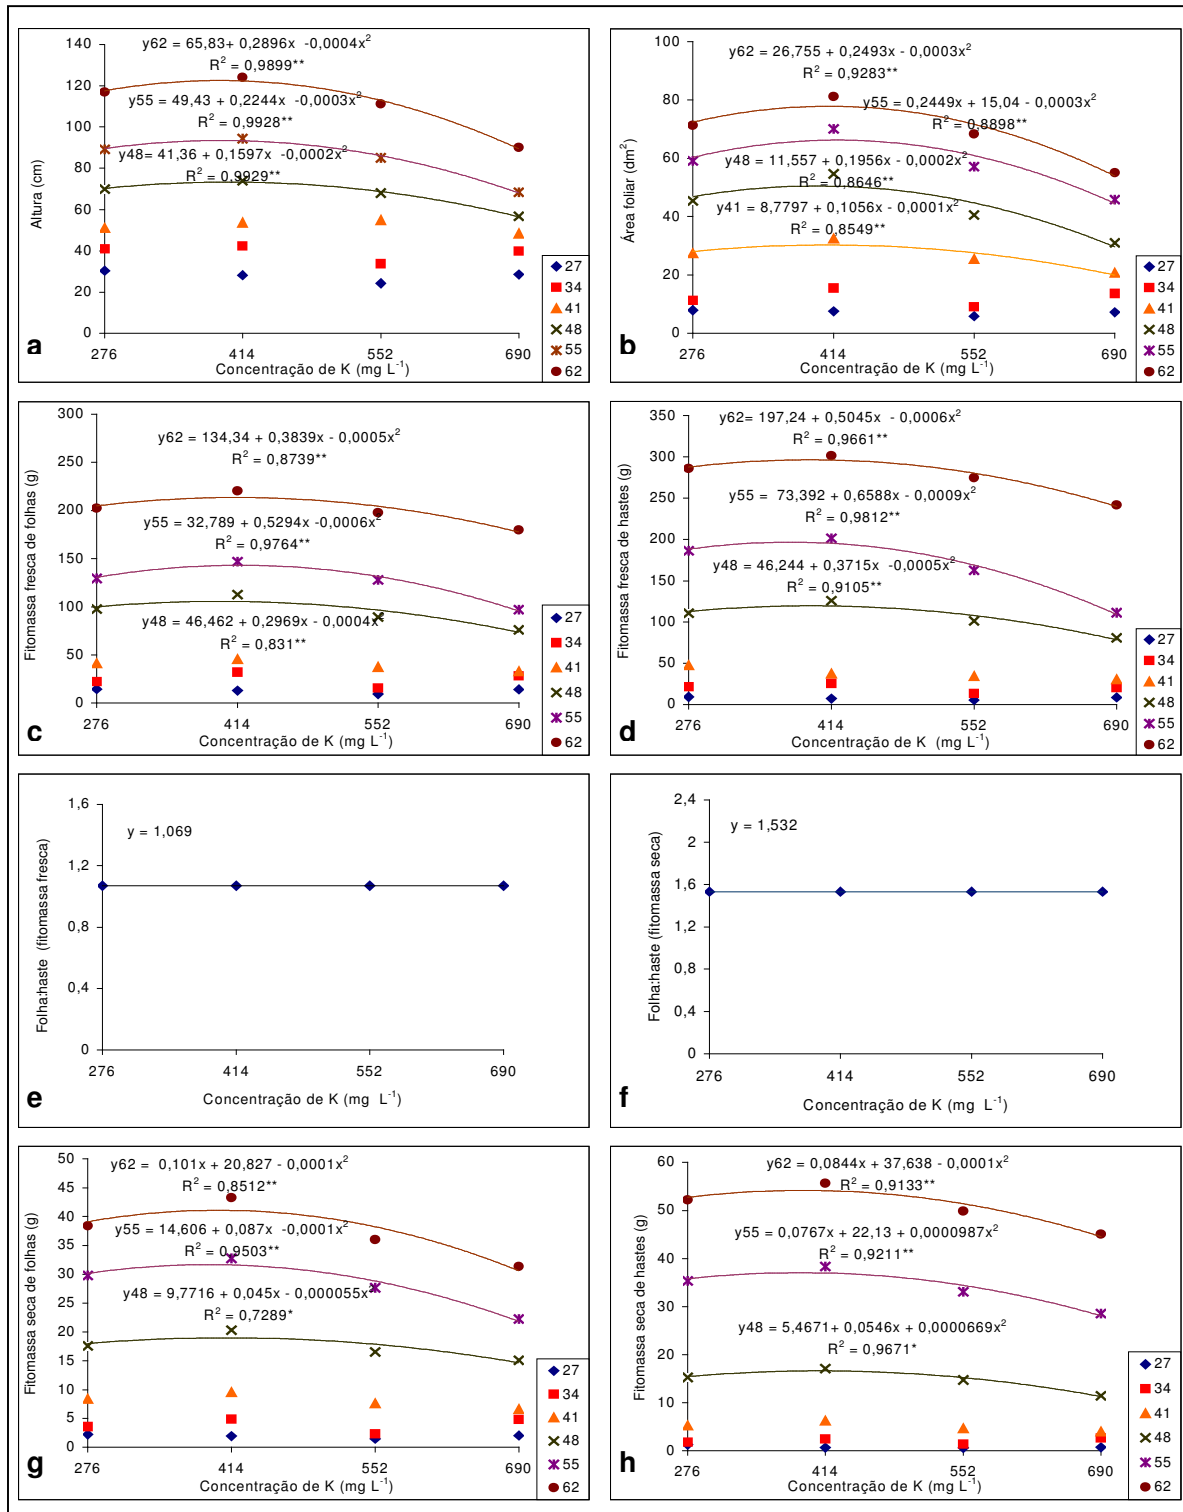 y62 = 65,83+ 0,2896x -0,0004x²
R² = 0,9899**
y55 = 49,43 + 0,2244x -0,0003x²
R² = 0,9928**
y48= 41,36 + 0,1597x -0,0002x²
R² = 0,9929**
Altura (cm)
140
120
100
80
60
40
20
0
276 414 552 690
Concentração de K (mg L⁻¹)
27
34
41
48
55
62
a
y62 = 26,755 + 0,2493x – 0,0003x²
R² = 0,9283**
y55 = 0,2449x + 15,04 - 0,0003x²
R² = 0,8898**
y48 = 11,557 + 0,1956x – 0,0002x²
R² = 0,8646**
y41 = 8,7797 + 0,1056x -0,0001x²
R² = 0,8549**
Área foliar (dm²)
100
80
60
40
20
0
276 414 552 690
Concentração de K (mg L⁻¹)
27
34
41
48
55
62
b
y62 = 134,34 + 0,3839x - 0,0005x²
R² = 0,8739**
y55 = 32,789 + 0,5294x -0,0006x²
R² = 0,9764**
y48 = 46,462 + 0,2969x – 0,0004x²
R² = 0,831**
Fitomassa fresca de folhas (g)
300
250
200
150
100
50
0
276 414 552 690
Concentração de K (mg L⁻¹)
27
34
41
48
55
62
c
y62= 197,24 + 0,5045x - 0,0006x²
R² = 0,9661**
y55 = 73,392 + 0,6588x – 0,0009x²
R² = 0,9812**
y48 = 46,244 + 0,3715x -0,0005x²
R² = 0,9105**
Fitomassa fresca de hastes (g)
350
300
250
200
150
100
50
0
276 414 552 690
Concentração de K (mg L⁻¹)
27
34
41
48
55
62
d
y = 1,069
Folha:haste (fitomassa fresca)
1,6
1,2
0,8
0,4
0
276 414 552 690
Concentração de K (mg L⁻¹)
e
y = 1,532
Folha:haste (fitomassa seca)
2,4
2
1,6
1,2
0,8
0,4
0
276 414 552 690
Concentração de K (mg L⁻¹)
f
y62 = 0,101x + 20,827 - 0,0001x²
R² = 0,8512**
y55 = 14,606 + 0,087x -0,0001x²
R² = 0,9503**
y48 = 9,7716 + 0,045x – 0,000055x²
R² = 0,7289*
Fitomassa seca de folhas (g)
50
45
40
35
30
25
20
15
10
5
0
276 414 552 690
Concentração de K (mg L⁻¹)
27
34
41
48
55
62
g
y62 = 0,0844x + 37,638 - 0,0001x²
R² = 0,9133**
y55 = 0,0767x + 22,13 + 0,0000987x²
R² = 0,9211**
y48 = 5,4671+ 0,0546x + 0,0000669x²
R² = 0,9671*
Fitomassa seca de hastes (g)
60
50
40
30
20
10
0
276 414 552 690
Concentração de K (mg L⁻¹)
27
34
41
48
55
62
h